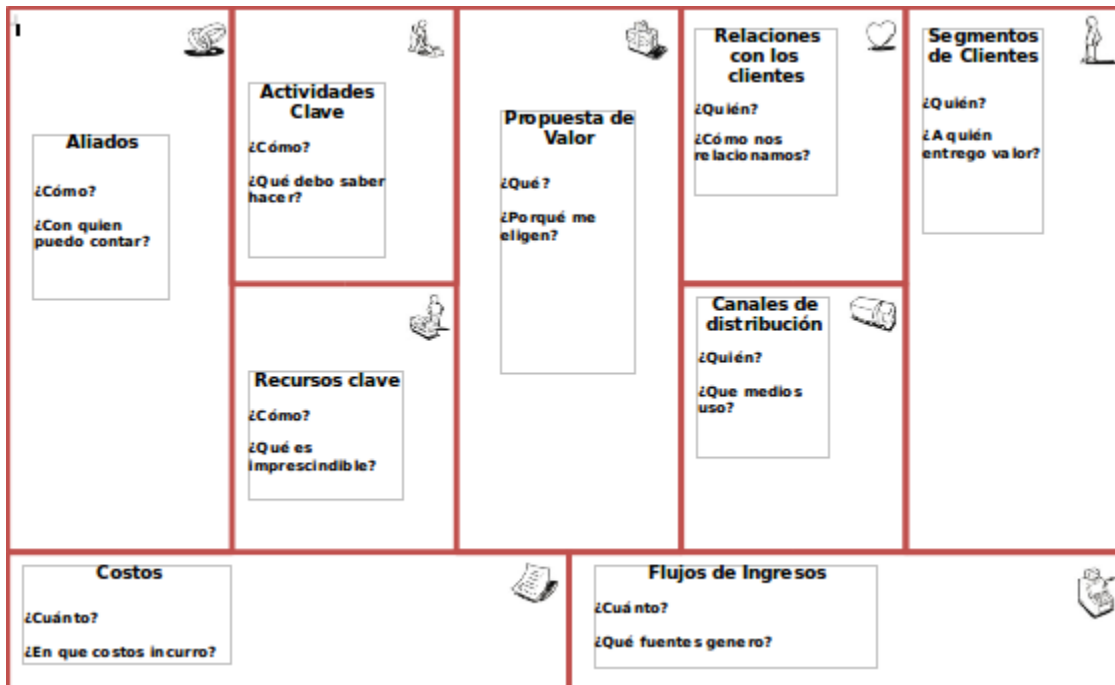 Aliados
¿Cómo?
¿Con quien
puedo contar?
Actividades
Clave
¿Cómo?
¿Qué debo saber
hacer?
Recursos clave
¿Cómo?
¿Qué es
imprescindible?
Propuesta de
Valor
¿Qué?
¿Porqué me
eligen?
Relaciones
con los
clientes
¿Quién?
¿Cómo nos
relacionamos?
Canales de
distribución
¿Quién?
¿Que medios
uso?
Segmentos
de Clientes
¿Quién?
¿A quién
entrego valor?
Costos
¿Cuánto?
¿En que costos incurro?
Flujos de Ingresos
¿Cuánto?
¿Qué fuentes genero?